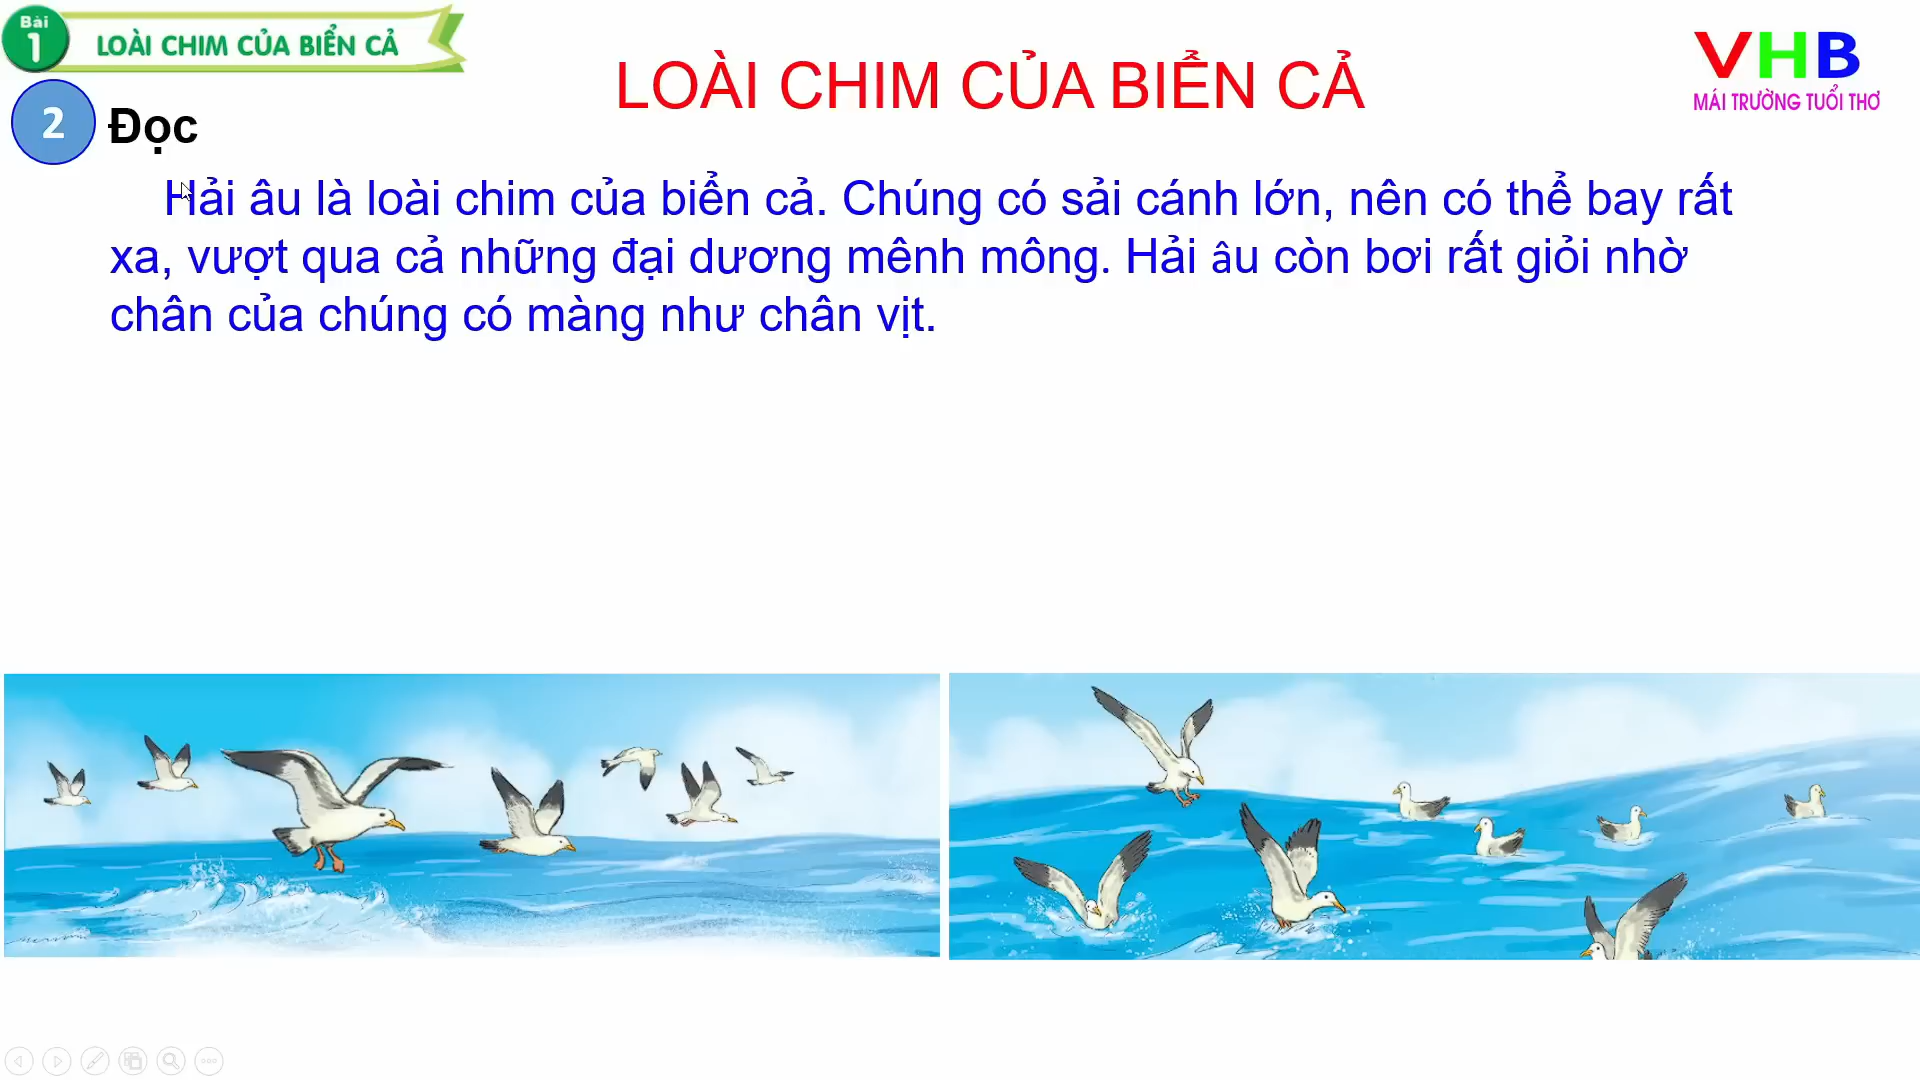 Bài
1
LOÀI CHIM CỦA BIỂN CẢ
LOÀI CHIM CỦA BIỂN CẢ
VHB
MÁI TRƯỜNG TUỔI THƠ
2
Đọc
Hải âu là loài chim của biển cả. Chúng có sải cánh lớn, nên có thể bay rất
xa, vượt qua cả những đại dương mênh mông. Hải âu còn bơi rất giỏi nhờ
chân của chúng có màng như chân vịt.